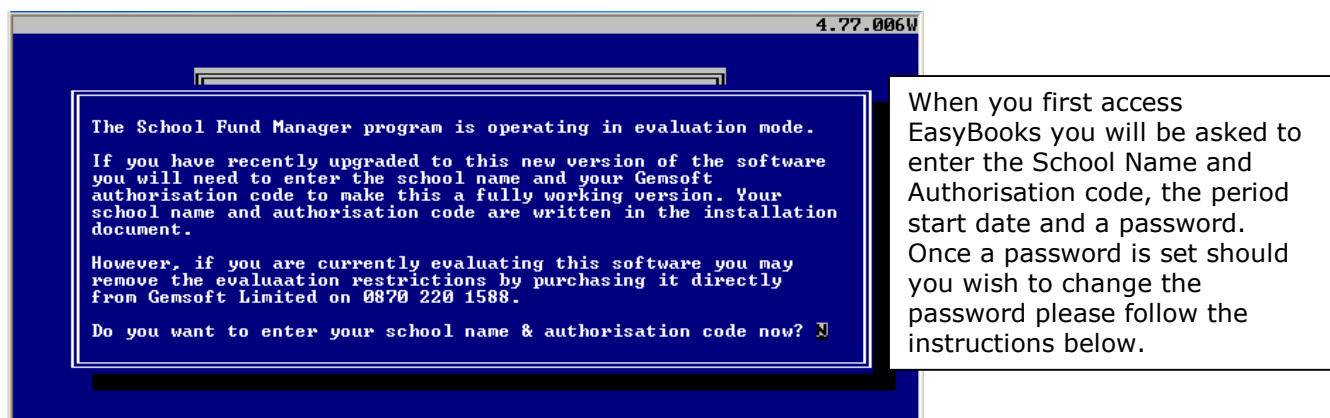 4.77.006W
The School Fund Manager program is operating in evaluation mode.
If you have recently upgraded to this new version of the software
you will need to enter the school name and your Gemsoft
authorisation code to make this a fully working version. Your
school name and authorisation code are written in the installation
document.
However, if you are currently evaluating this software you may
remove the evaluaation restrictions by purchasing it directly
from Gemsoft Limited on 0870 220 1588.
Do you want to enter your school name & authorisation code now? N
When you first access
EasyBooks you will be asked to
enter the School Name and
Authorisation code, the period
start date and a password.
Once a password is set should
you wish to change the
password please follow the
instructions below.